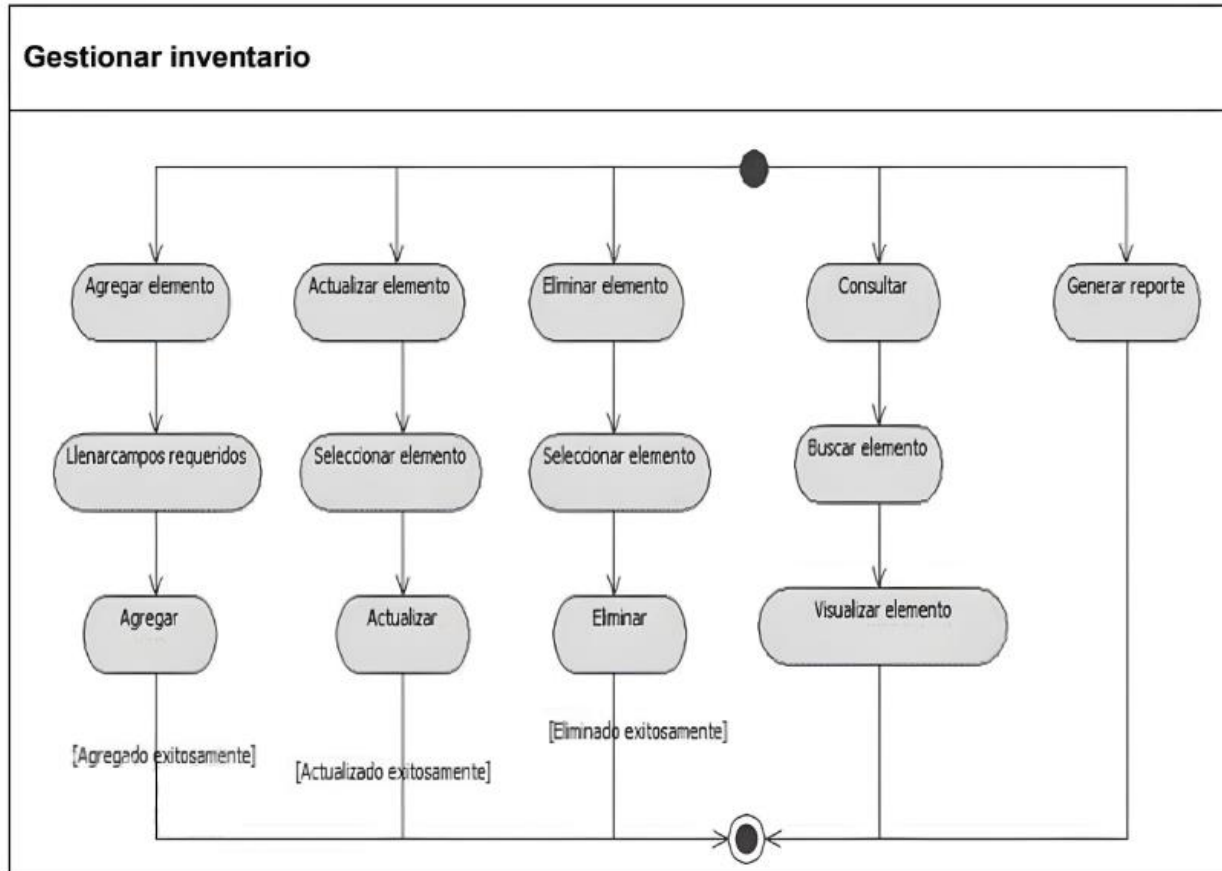 Gestionar inventario
Agregar elemento
Actualizar elemento
Eliminar elemento
Consultar
Generar reporte
Llenarcampos requeridos
Seleccionar elemento
Seleccionar elemento
Buscar elemento
Agregar
Actualizar
Eliminar
Visualizar elemento
[Agregado exitosamente]
[Actualizado exitosamente]
[Eliminado exitosamente]